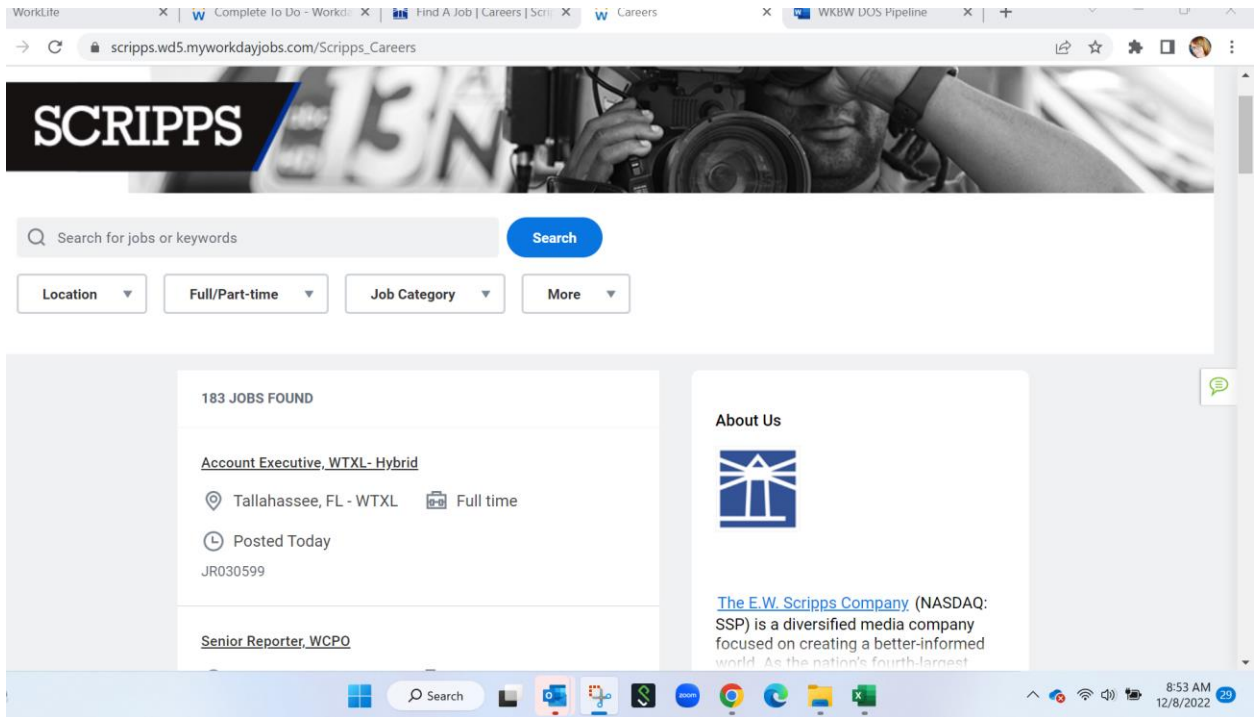 WorkLife
Complete To Do - Workda
Find A Job | Careers | Scrip
Careers
WKBW DOS Pipeline
scripps.wd5.myworkdayjobs.com/Scripps_Careers
SCRIPPS
13
N
Search for jobs or keywords
Search
Location
Full/Part-time
Job Category
More
183 JOBS FOUND
Account Executive, WTXL- Hybrid
Tallahassee, FL - WTXL
Full time
Posted Today
JR030599
Senior Reporter, WCPO
About Us
The E.W. Scripps Company (NASDAQ:
SSP) is a diversified media company
focused on creating a better-informed
world. As the nation's fourth-largest
Search
zoom
8:53 AM
12/8/2022
29